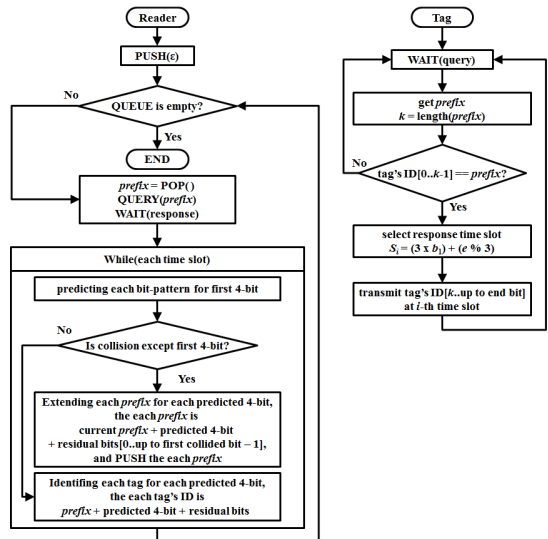 Reader
PUSH(ε)
No
QUEUE is empty?
Yes
END
prefix = POP( )
QUERY(prefix)
WAIT(response)
While(each time slot)
predicting each bit-pattern for first 4-bit
No
Is collision except first 4-bit?
Yes
Extending each prefix for each predicted 4-bit,
the each prefix is
current prefix + predicted 4-bit
+ residual bits[0..up to first collided bit − 1],
and PUSH the each prefix
Identifing each tag for each predicted 4-bit,
the each tag's ID is
prefix + predicted 4-bit + residual bits
Tag
WAIT(query)
get prefix
k = length(prefix)
No
tag's ID[0..k-1] == prefix?
Yes
select response time slot
Si = (3 x b1) + (e % 3)
transmit tag's ID[k..up to end bit]
at i-th time slot